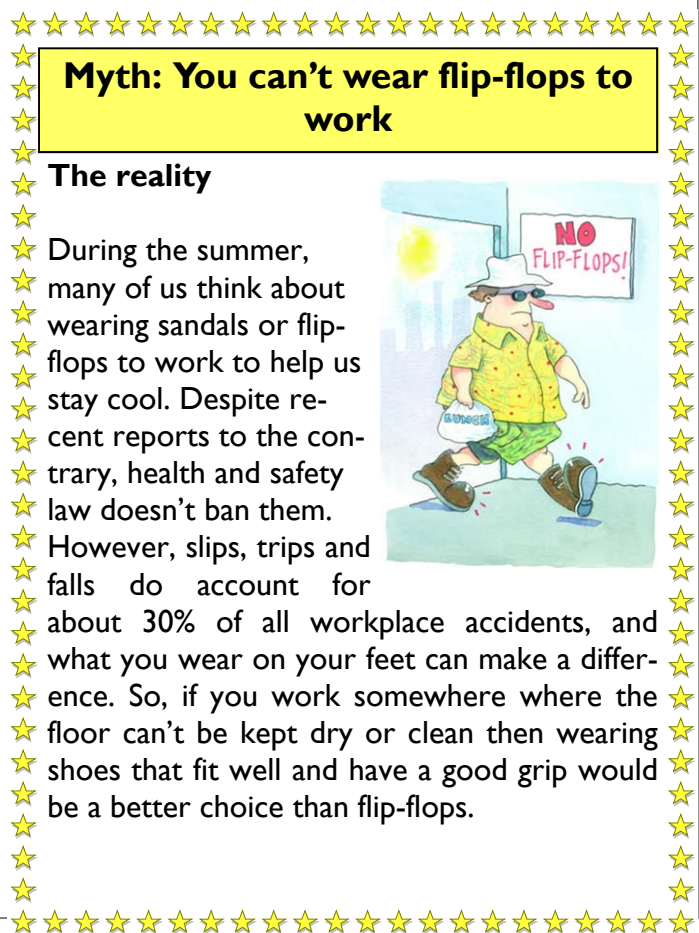 Myth: You can’t wear flip-flops to
work
The reality
NO
FLIP-FLOPS!
LUNCH
During the summer,
many of us think about
wearing sandals or flip-
flops to work to help us
stay cool. Despite re-
cent reports to the con-
trary, health and safety
law doesn’t ban them.
However, slips, trips and
falls do account for
about 30% of all workplace accidents, and
what you wear on your feet can make a differ-
ence. So, if you work somewhere where the
floor can’t be kept dry or clean then wearing
shoes that fit well and have a good grip would
be a better choice than flip-flops.